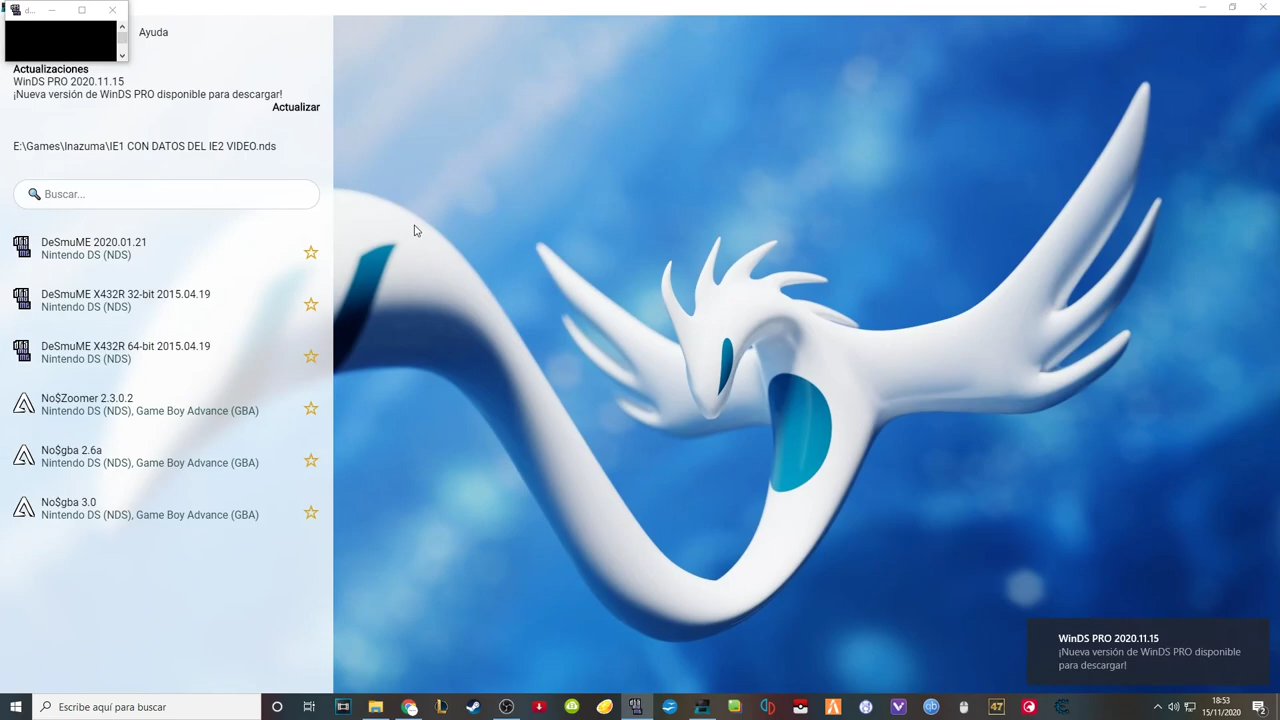 d...
Ayuda
Actualizaciones
WinDS PRO 2020.11.15
¡Nueva versión de WinDS PRO disponible para descargar!
Actualizar
E:\Games\Inazuma\IE1 CON DATOS DEL IE2 VIDEO.nds
Buscar...
DeSmuME 2020.01.21
Nintendo DS (NDS)
DeSmuME X432R 32-bit 2015.04.19
Nintendo DS (NDS)
DeSmuME X432R 64-bit 2015.04.19
Nintendo DS (NDS)
No$Zoomer 2.3.0.2
Nintendo DS (NDS), Game Boy Advance (GBA)
No$gba 2.6a
Nintendo DS (NDS), Game Boy Advance (GBA)
No$gba 3.0
Nintendo DS (NDS), Game Boy Advance (GBA)
WinDS PRO 2020.11.15
¡Nueva versión de WinDS PRO disponible
para descargar!
Escribe aquí para buscar
qb
47
18:53
15/11/2020
2